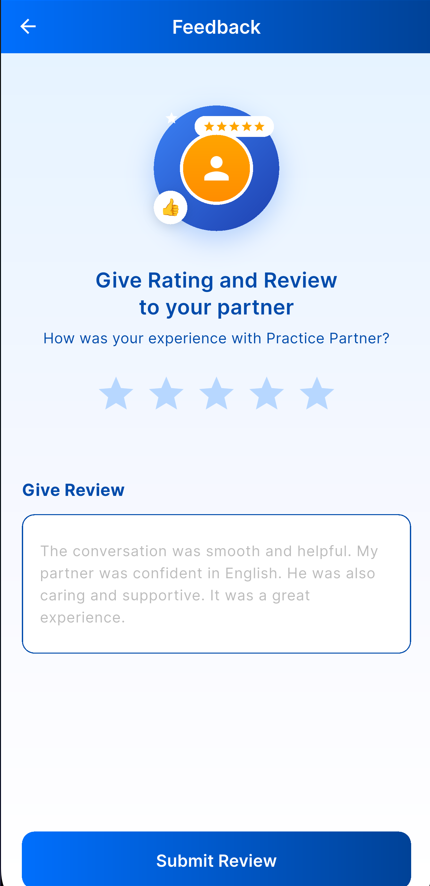 Feedback
Give Rating and Review
to your partner
How was your experience with Practice Partner?
Give Review
The conversation was smooth and helpful. My
partner was confident in English. He was also
caring and supportive. It was a great
experience.
Submit Review